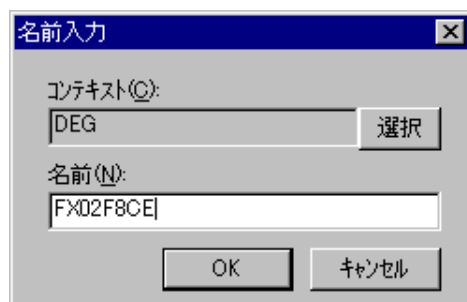 名前入力
コンテキスト(C):
DEG
選択
名前(N):
FX02F8CE
OK
キャンセル